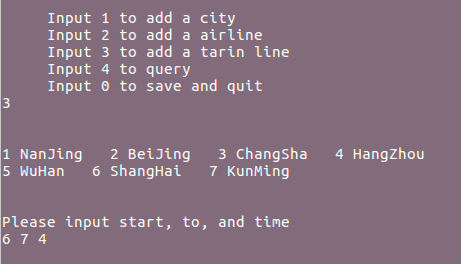 Input 1 to add a city
Input 2 to add a airline
Input 3 to add a tarin line
Input 4 to query
Input 0 to save and quit
3
1 NanJing 2 BeiJing 3 ChangSha 4 HangZhou
5 WuHan 6 ShangHai 7 KunMing
Please input start, to, and time
6 7 4